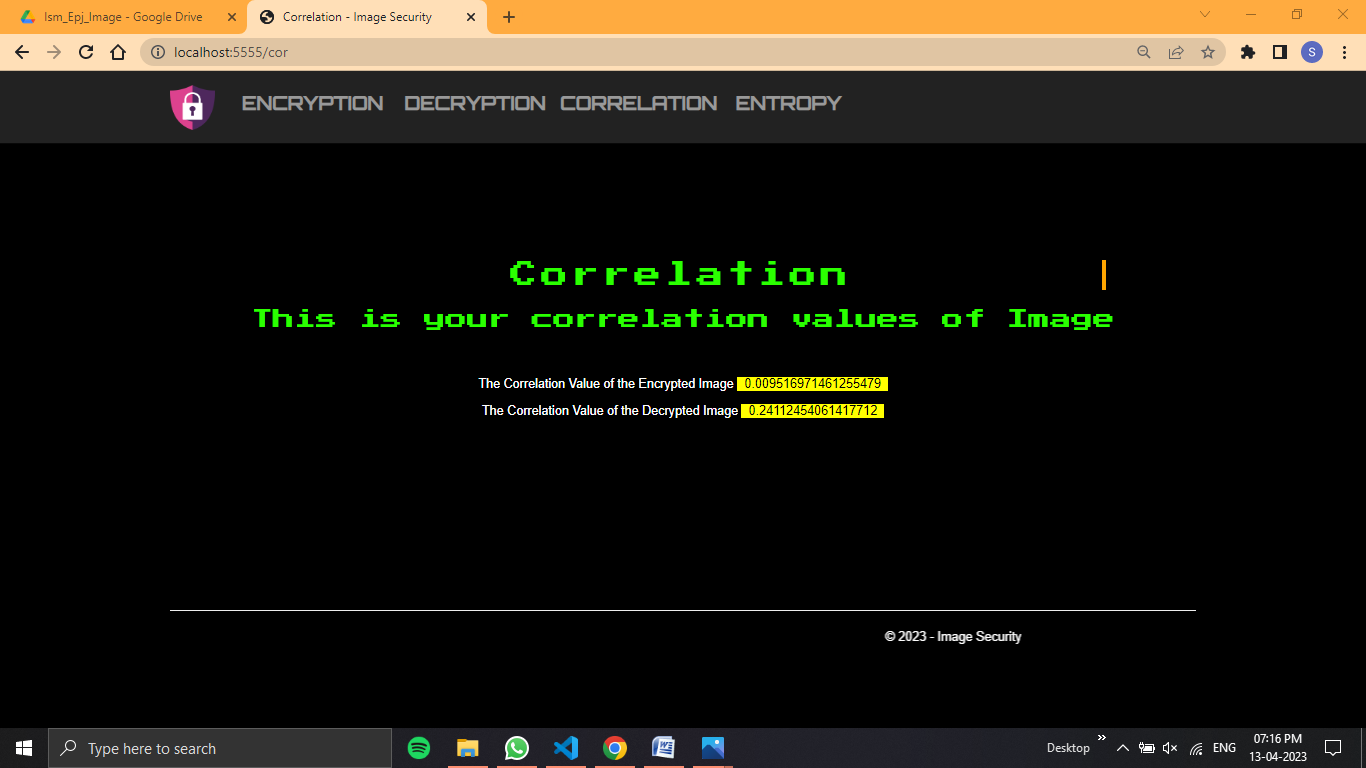 Ism_Epj_Image - Google Drive
Correlation - Image Security
localhost:5555/cor
S
ENCRYPTION DECRYPTION CORRELATION ENTROPY
Correlation
This is your correlation values of Image
The Correlation Value of the Encrypted Image 0.009516971461255479
The Correlation Value of the Decrypted Image 0.24112454061417712
© 2023 - Image Security
Type here to search
Desktop
ENG
07:16 PM
13-04-2023